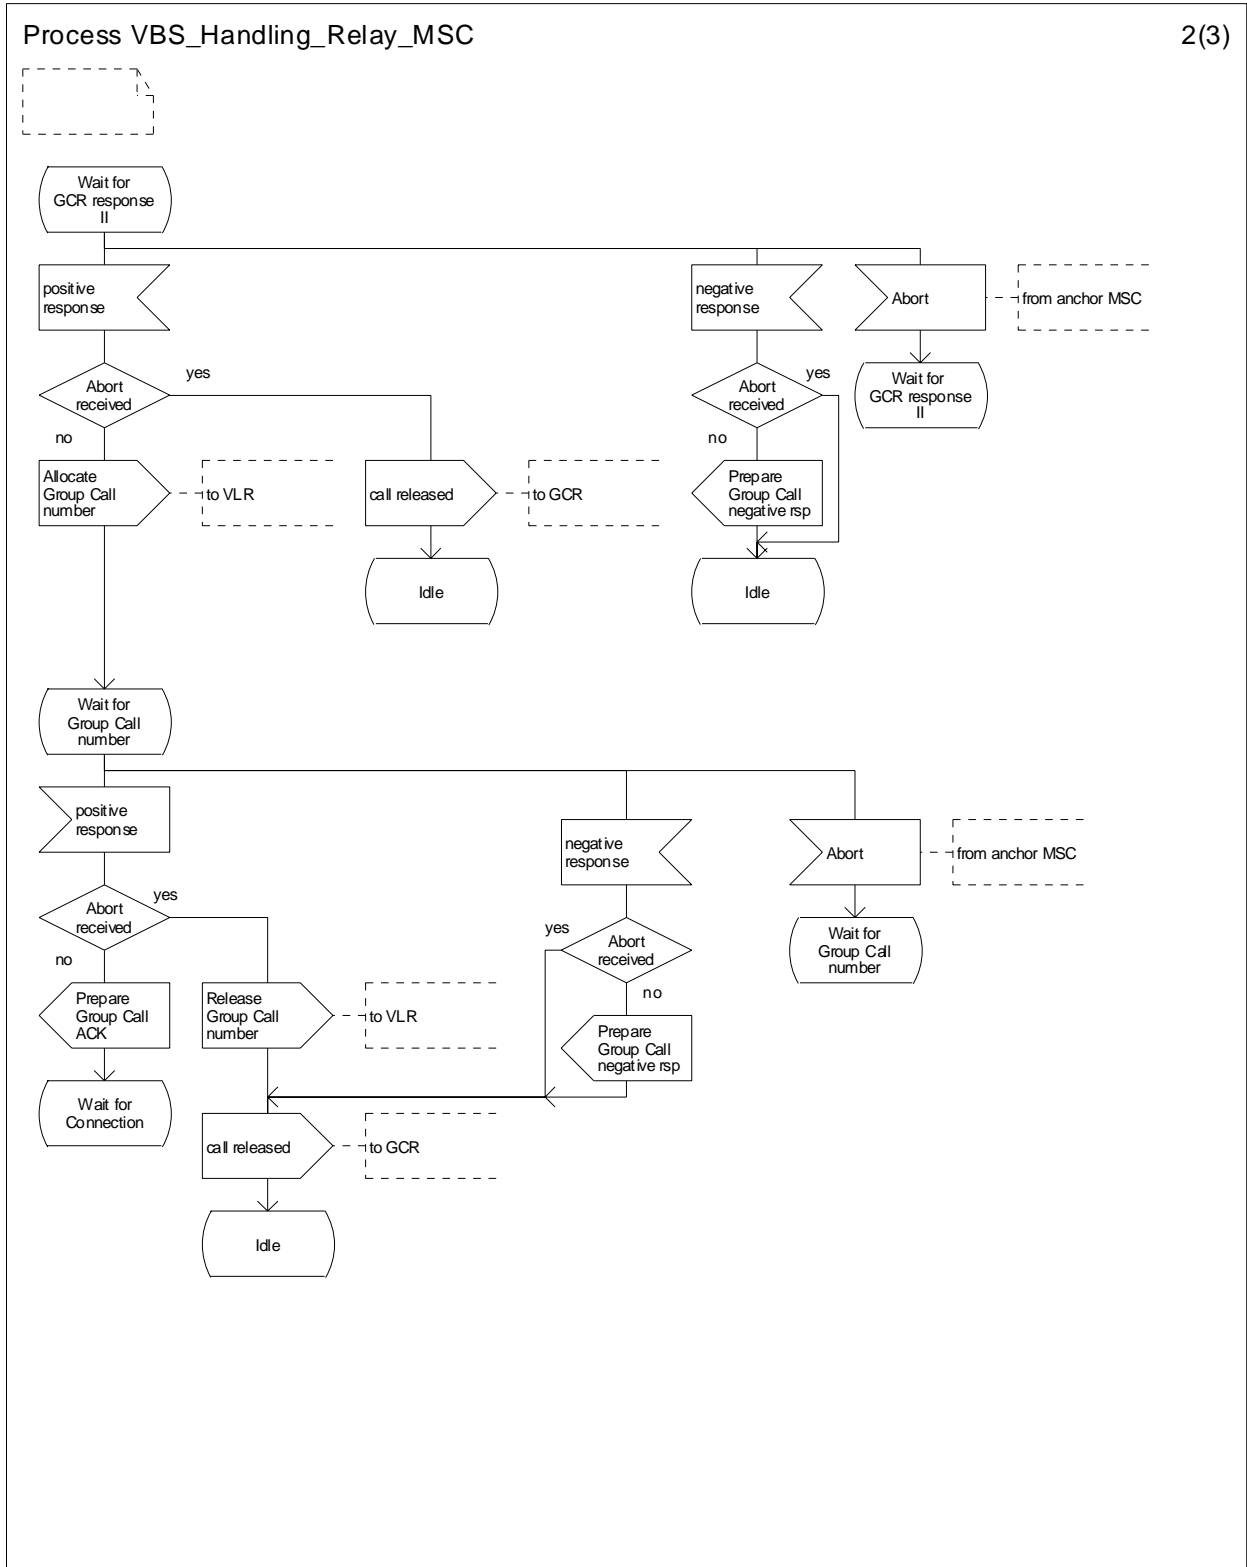 Process VBS_Handling_Relay_MSC
2(3)
Wait for
GCR response
II
positive
response
negative
response
Abort
from anchor MSC
Abort
received
yes
no
Abort
received
yes
no
Wait for
GCR response
II
Allocate
Group Call
number
to VLR
call released
to GCR
Prepare
Group Call
negative rsp
Idle
Idle
Wait for
Group Call
number
positive
response
negative
response
Abort
from anchor MSC
Abort
received
yes
no
yes
Abort
received
no
Wait for
Group Call
number
Prepare
Group Call
ACK
Release
Group Call
number
to VLR
Prepare
Group Call
negative rsp
Wait for
Connection
call released
to GCR
Idle